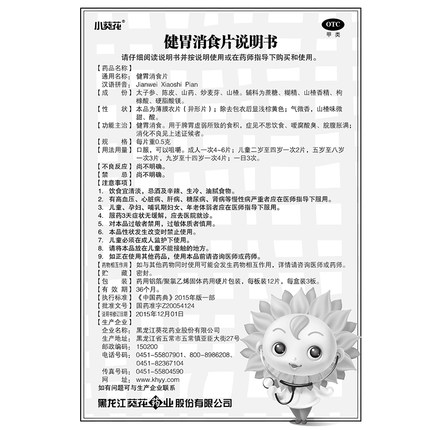 小葵花®
OTC
甲类
健胃消食片说明书
请仔细阅读说明书并按说明使用或在药师指导下购买和使用。
【药品名称】
通用名称：健胃消食片
汉语拼音：Jianwei Xiaoshi Pian
【成 份】太子参、陈皮、山药、炒麦芽、山楂。辅料为蔗糖、糊精、山楂香精、枸
橼酸、硬脂酸镁。
【性 状】本品为薄膜衣片（异形片）；除去包衣后显浅棕黄色；气微香，山楂味微
甜、酸。
【功能主治】健胃消食。用于脾胃虚弱所致的食积，症见不思饮食、嗳腐酸臭、脘腹胀满；
消化不良见上述证候者。
【规 格】每片重0.5克
【用法用量】口服，可以咀嚼。成人一次4~6片；儿童二岁至四岁一次2片，五岁至八岁
一次3片，九岁至十四岁一次4片；一日3次。
【不良反应】尚不明确。
【禁 忌】尚不明确。
【注意事项】
1. 饮食宜清淡，忌酒及辛辣、生冷、油腻食物。
2. 有高血压、心脏病、肝病、糖尿病、肾病等慢性病严重者应在医师指导下服用。
3. 儿童、孕妇、哺乳期妇女、年老体弱者应在医师指导下服用。
4. 服药3天症状无缓解，应去医院就诊。
5. 对本品过敏者禁用，过敏体质者慎用。
6. 本品性状发生改变时禁止使用。
7. 儿童必须在成人监护下使用。
8. 请将本品放在儿童不能接触的地方。
9. 如正在使用其他药品，使用本品前请咨询医师或药师。
【药物相互作用】如与其他药物同时使用可能会发生药物相互作用，详情请咨询医师或药师。
【贮 藏】密封。
【包 装】药用铝箔/聚氯乙烯固体药用硬片包装，每板装12片，每盒装3板。
【有 效 期】36个月。
【执行标准】《中国药典》2015年版一部
【批准文号】国药准字Z20054124
2015年12月01日
【生产企业】
企业名称：黑龙江葵花药业股份有限公司
生产地址：黑龙江省五常市五常镇亚臣大街27号
邮政编码：150200
电话号码：0451-55807901、800-8986208、
0451-82367104
传真号码：0451-55804590
网 址：www.khyy.com
如有问题可与生产企业联系
黑龙江葵花药业股份有限公司